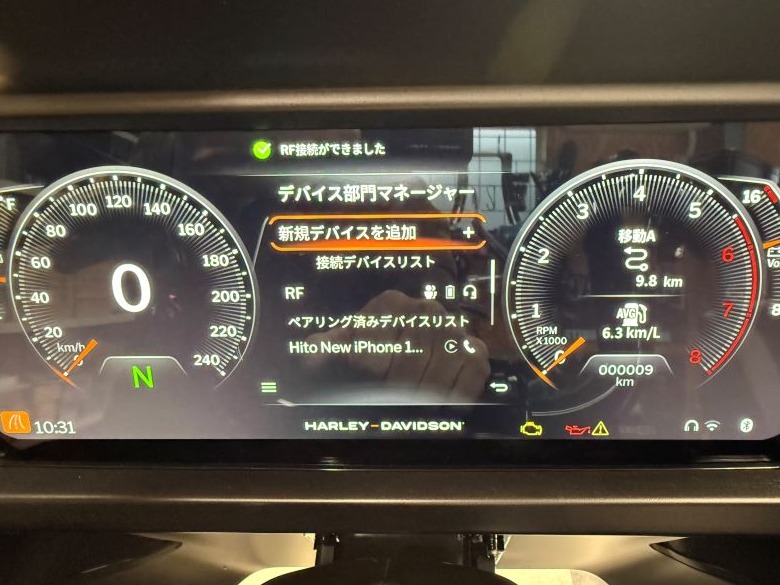 RF接続ができました
デバイス部門マネージャー
新規デバイスを追加 +
接続デバイスリスト
RF
ペアリング済みデバイスリスト
Hito New iPhone 1...
°F
20
40
60
80
100
120
140
160
180
200
220
240
0
km/h
N
1
2
3
4
5
6
7
8
0
RPM
X1000
移動A
9.8 km
AVG
6.3 km/L
000009
km
16
Vo
8
10:31
HARLEY-DAVIDSON